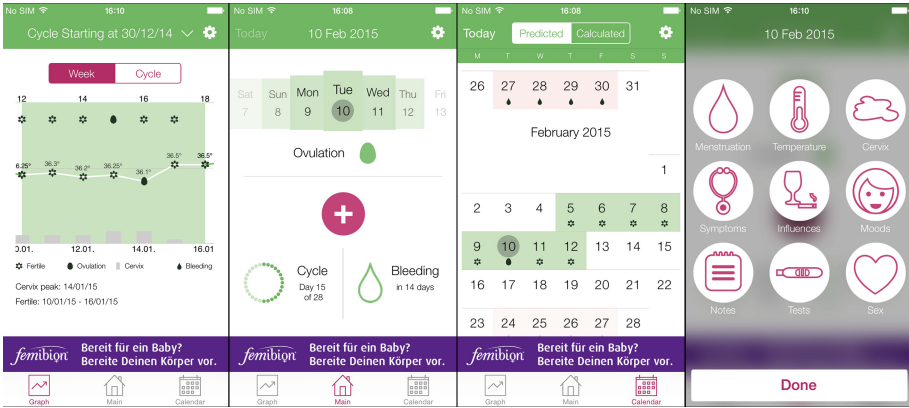 No SIM 16:10
Cycle Starting at 30/12/14
Week Cycle
12 14 16 18
6.25° 36.3° 36.2° 36.25° 36.1° 36.5° 36.5°
0.01. 12.01. 14.01. 16.01
Fertile Ovulation Cervix Bleeding
Cervix peak: 14/01/15
Fertile: 10/01/15 - 16/01/15
femibion Bereit für ein Baby?
Bereite Deinen Körper vor.
Graph Main Calendar
No SIM 16:08
Today 10 Feb 2015
Sat Sun Mon Tue Wed Thu Fri
7 8 9 10 11 12 13
Ovulation
+
Cycle
Day 15
of 28
Bleeding
in 14 days
femibion Bereit für ein Baby?
Bereite Deinen Körper vor.
Graph Main Calendar
No SIM 16:08
Today Predicted Calculated
M T W T F S S
26 27 28 29 30 31
February 2015
1
2 3 4 5 6 7 8
9 10 11 12 13 14 15
16 17 18 19 20 21 22
23 24 25 26 27 28
femibion Bereit für ein Baby?
Bereite Deinen Körper vor.
Graph Main Calendar
No SIM 16:10
10 Feb 2015
Menstruation Temperature Cervix
Symptoms Influences Moods
Notes Tests Sex
Done